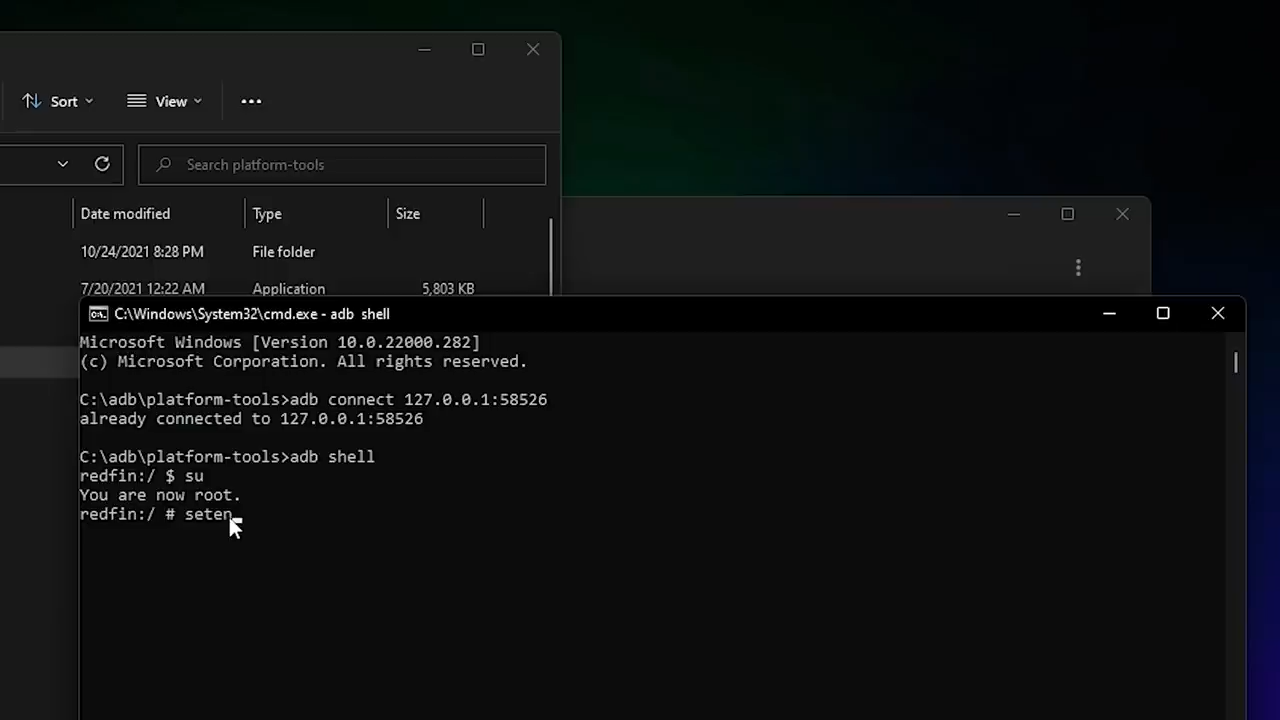 Sort
View
Search platform-tools
Date modified Type Size
10/24/2021 8:28 PM File folder
7/20/2021 12:22 AM Application 5,803 KB
C:\Windows\System32\cmd.exe - adb  shell
Microsoft Windows [Version 10.0.22000.282]
(c) Microsoft Corporation. All rights reserved.
C:\adb\platform-tools>adb connect 127.0.0.1:58526
already connected to 127.0.0.1:58526
C:\adb\platform-tools>adb shell
redfin:/ $ su
You are now root.
redfin:/ # seten